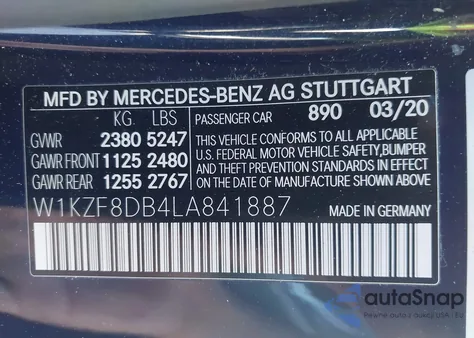 MFD BY MERCEDES-BENZ AG STUTTGART
KG LBS
PASSENGER CAR 890 03/20
GVWR 2380 5247
GAWR FRONT 1125 2480
GAWR REAR 1255 2767
THIS VEHICLE CONFORMS TO ALL APPLICABLE
U.S. FEDERAL MOTOR VEHICLE SAFETY,BUMPER
AND THEFT PREVENTION STANDARDS IN
EFFECT ON THE DATE OF MANUFACTURE
SHOWN ABOVE.
W1KZF8DB4LA841887
MADE IN GERMANY
autoSnap